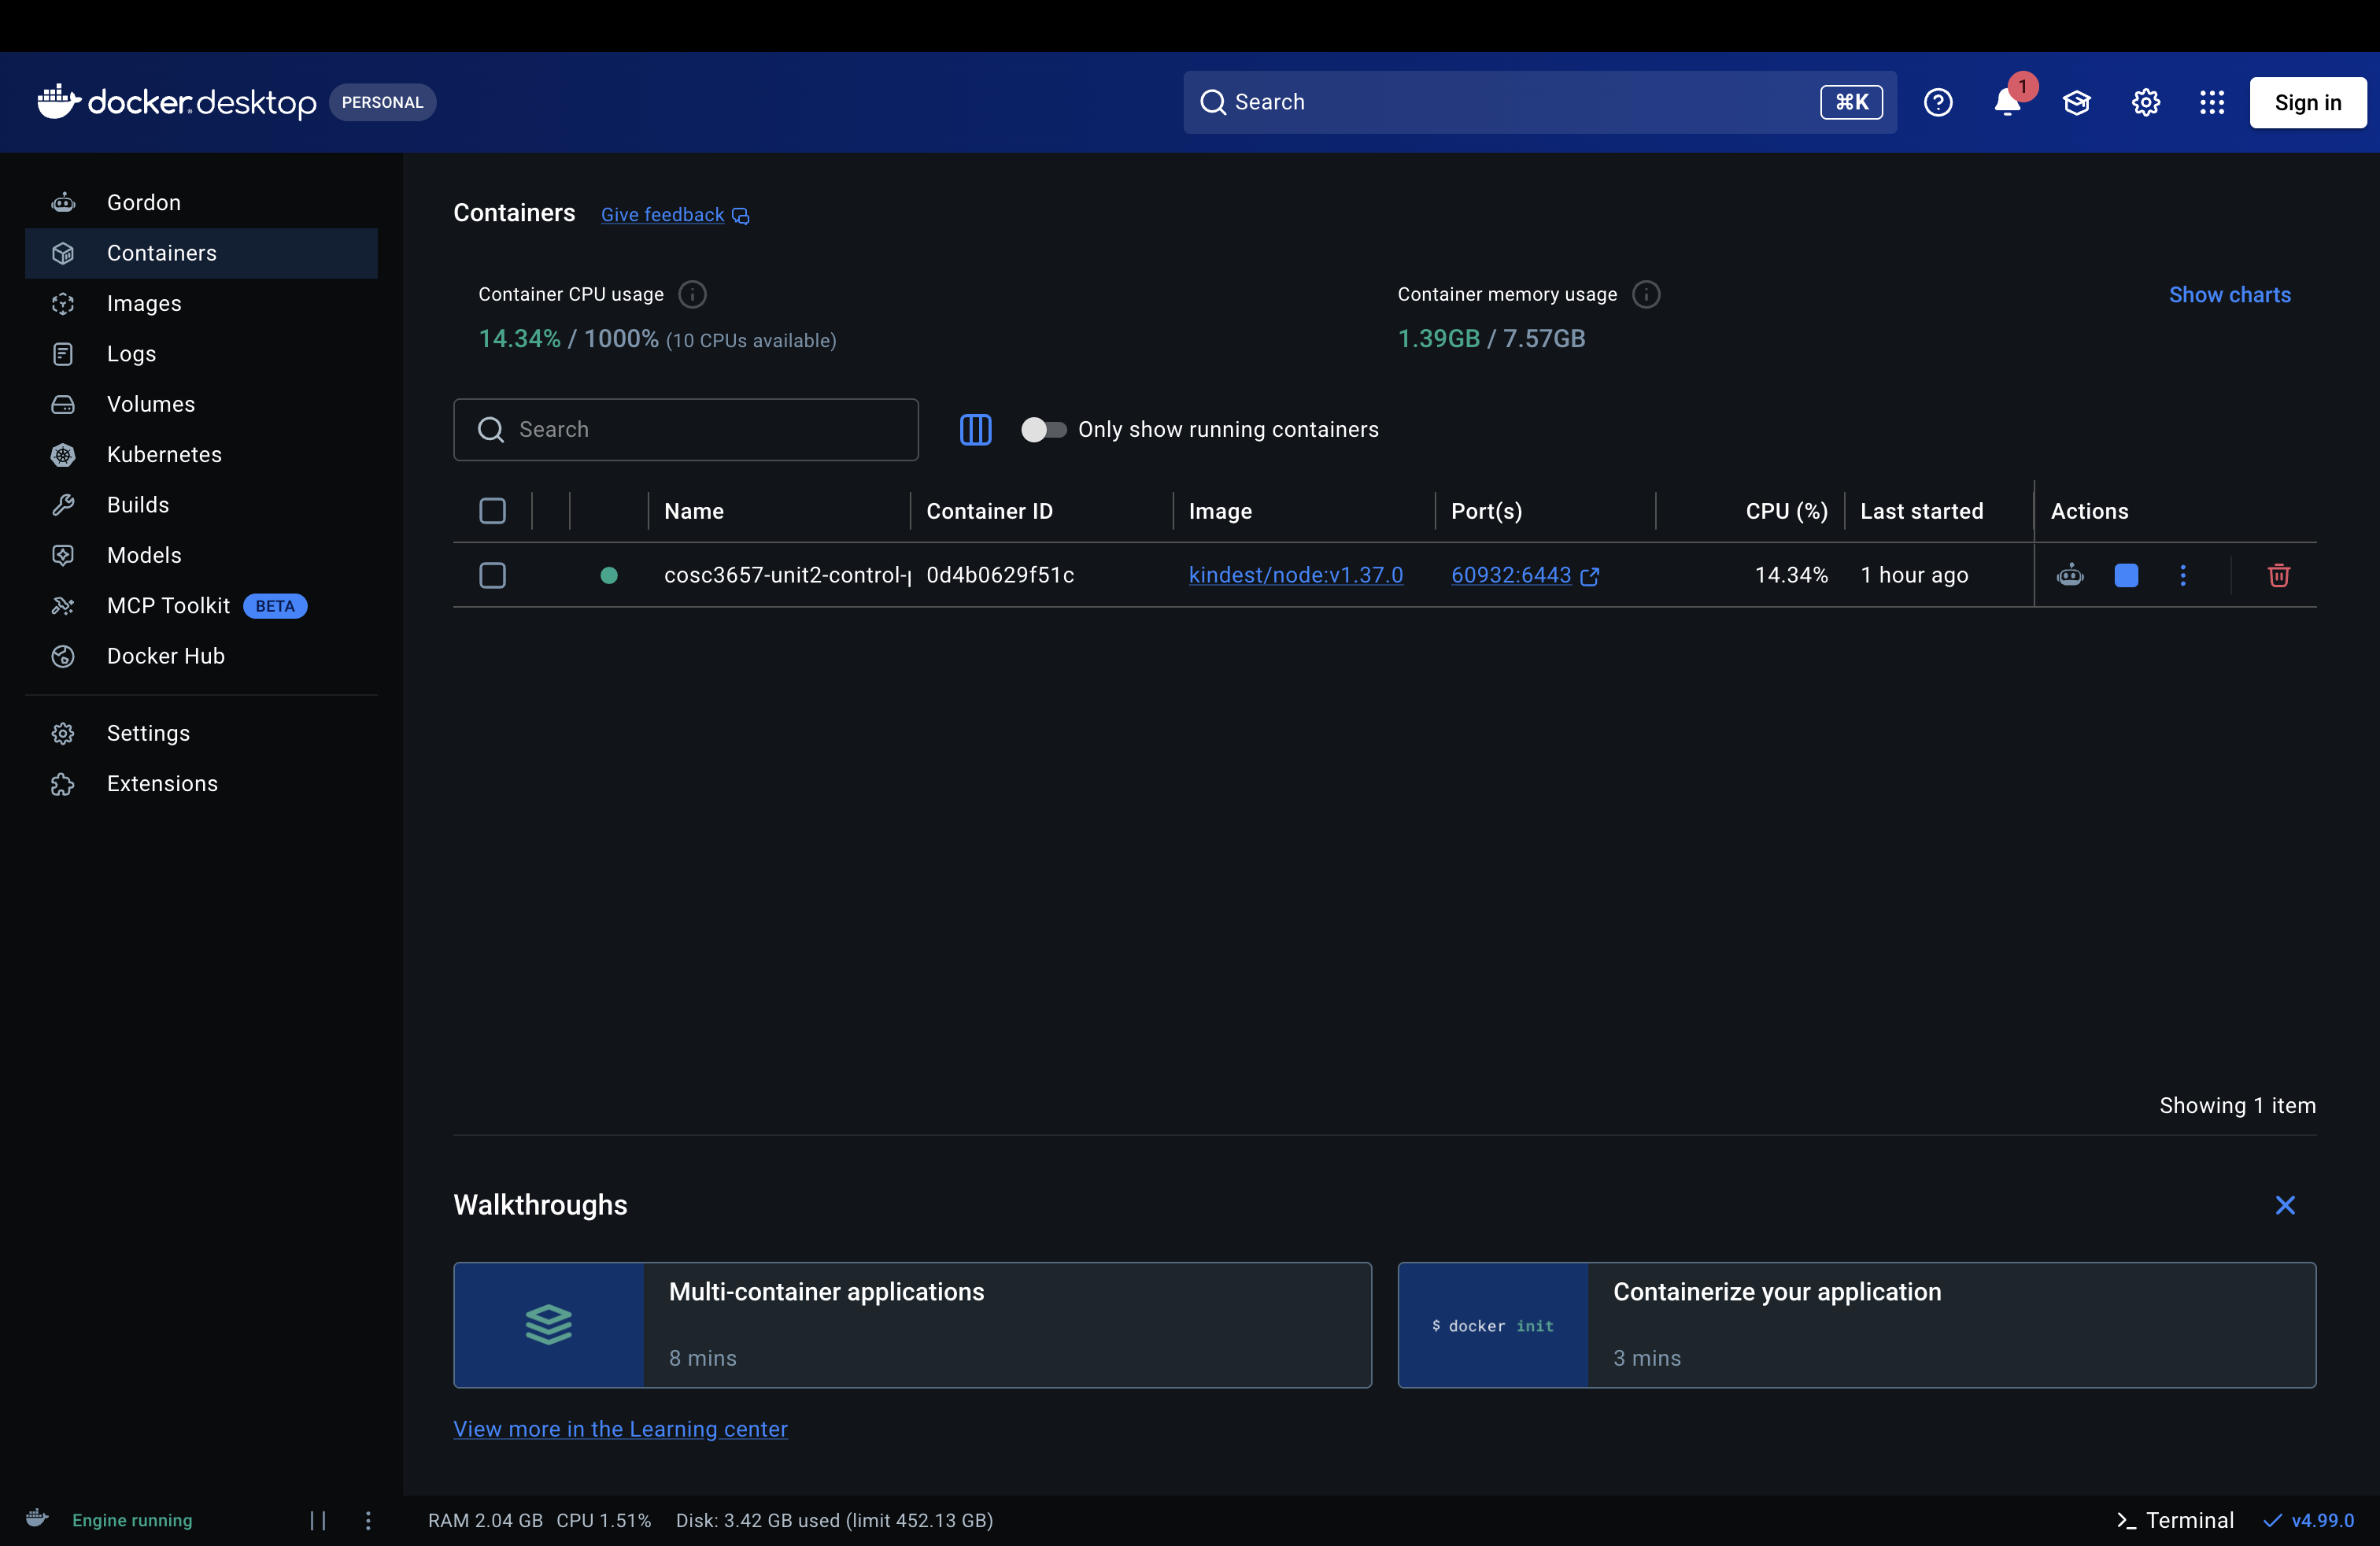 docker desktop PERSONAL
Search ⌘K
1
Sign in
Gordon
Containers
Images
Logs
Volumes
Kubernetes
Builds
Models
MCP Toolkit BETA
Docker Hub
Settings
Extensions
Containers Give feedback
Container CPU usage
14.34% / 1000% (10 CPUs available)
Container memory usage
1.39GB / 7.57GB
Show charts
Search
Only show running containers
Name Container ID Image Port(s) CPU (%) Last started Actions
cosc3657-unit2-control-p 0d4b0629f51c kindest/node:v1.37.0 60932:6443 14.34% 1 hour ago
Showing 1 item
Walkthroughs
Multi-container applications
8 mins
$ docker init
Containerize your application
3 mins
View more in the Learning center
Engine running
RAM 2.04 GB CPU 1.51% Disk: 3.42 GB used (limit 452.13 GB)
Terminal
v4.99.0